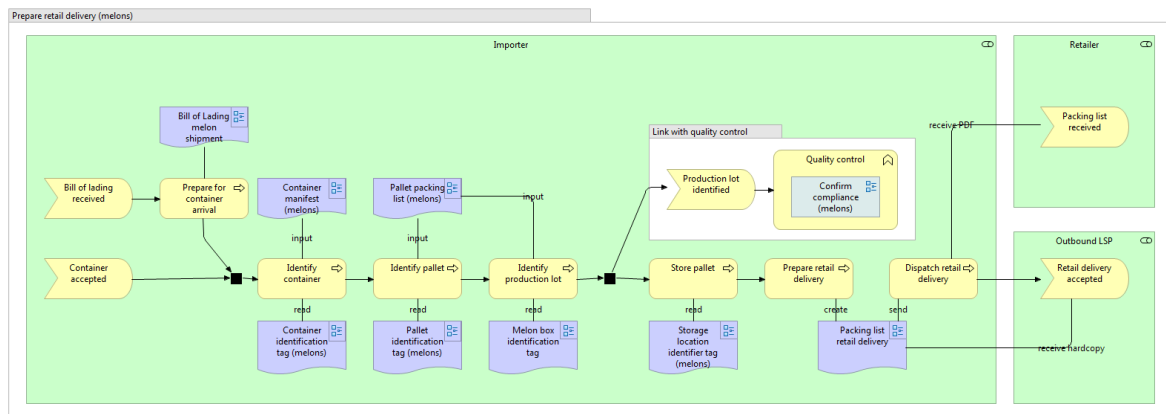 Prepare retail delivery (melons)
Importer
Retailer
Bill of Lading
melon
shipment
Packing list
received
receive PDF
Link with quality control
Quality control
Production lot
identified
Confirm
compliance
(melons)
Bill of lading
received
Prepare for
container
arrival
Container
manifest
(melons)
Pallet packing
list (melons)
input
input
input
Outbound LSP
Container
accepted
Identify
container
Identify pallet
Identify
production lot
Store pallet
Prepare retail
delivery
Dispatch retail
delivery
Retail delivery
accepted
read
read
read
read
create
send
Container
identification
tag (melons)
Pallet
identification
tag (melons)
Melon box
identification
tag
Storage
location
identifier tag
(melons)
Packing list
retail delivery
receive hardcopy